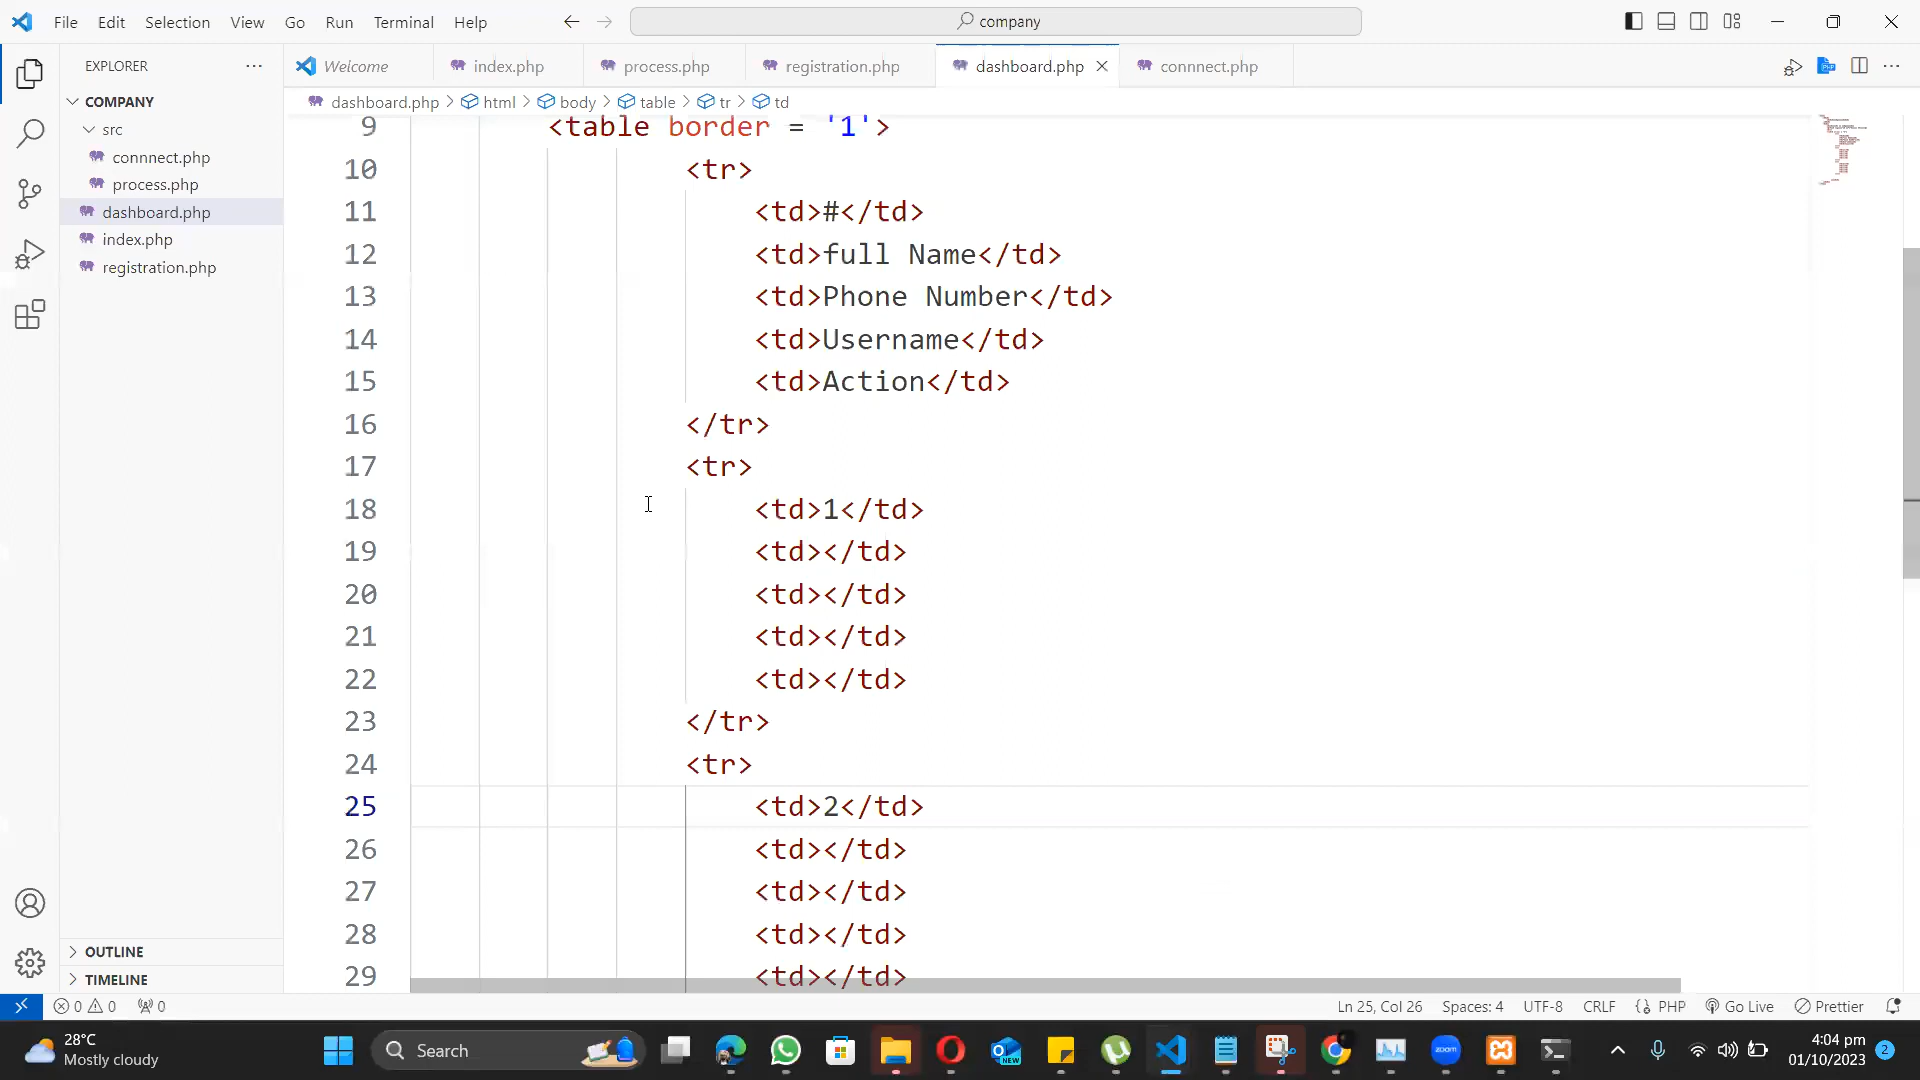 File Edit Selection View Go Run Terminal Help
company
EXPLORER
Welcome
index.php
process.php
registration.php
dashboard.php
connnect.php
COMPANY
src
connnect.php
process.php
dashboard.php
index.php
registration.php
OUTLINE
TIMELINE
dashboard.php > html > body > table > tr > td
9 <table border = '1'>
10 <tr>
11 <td>#</td>
12 <td>full Name</td>
13 <td>Phone Number</td>
14 <td>Username</td>
15 <td>Action</td>
16 </tr>
17 <tr>
18 <td>1</td>
19 <td></td>
20 <td></td>
21 <td></td>
22 <td></td>
23 </tr>
24 <tr>
25 <td>2</td>
26 <td></td>
27 <td></td>
28 <td></td>
29 <td></td>
0 0 0
Ln 25, Col 26 Spaces: 4 UTF-8 CRLF PHP Go Live Prettier
28°C
Mostly cloudy
Search
NEW
zoom
4:04 pm
01/10/2023
2